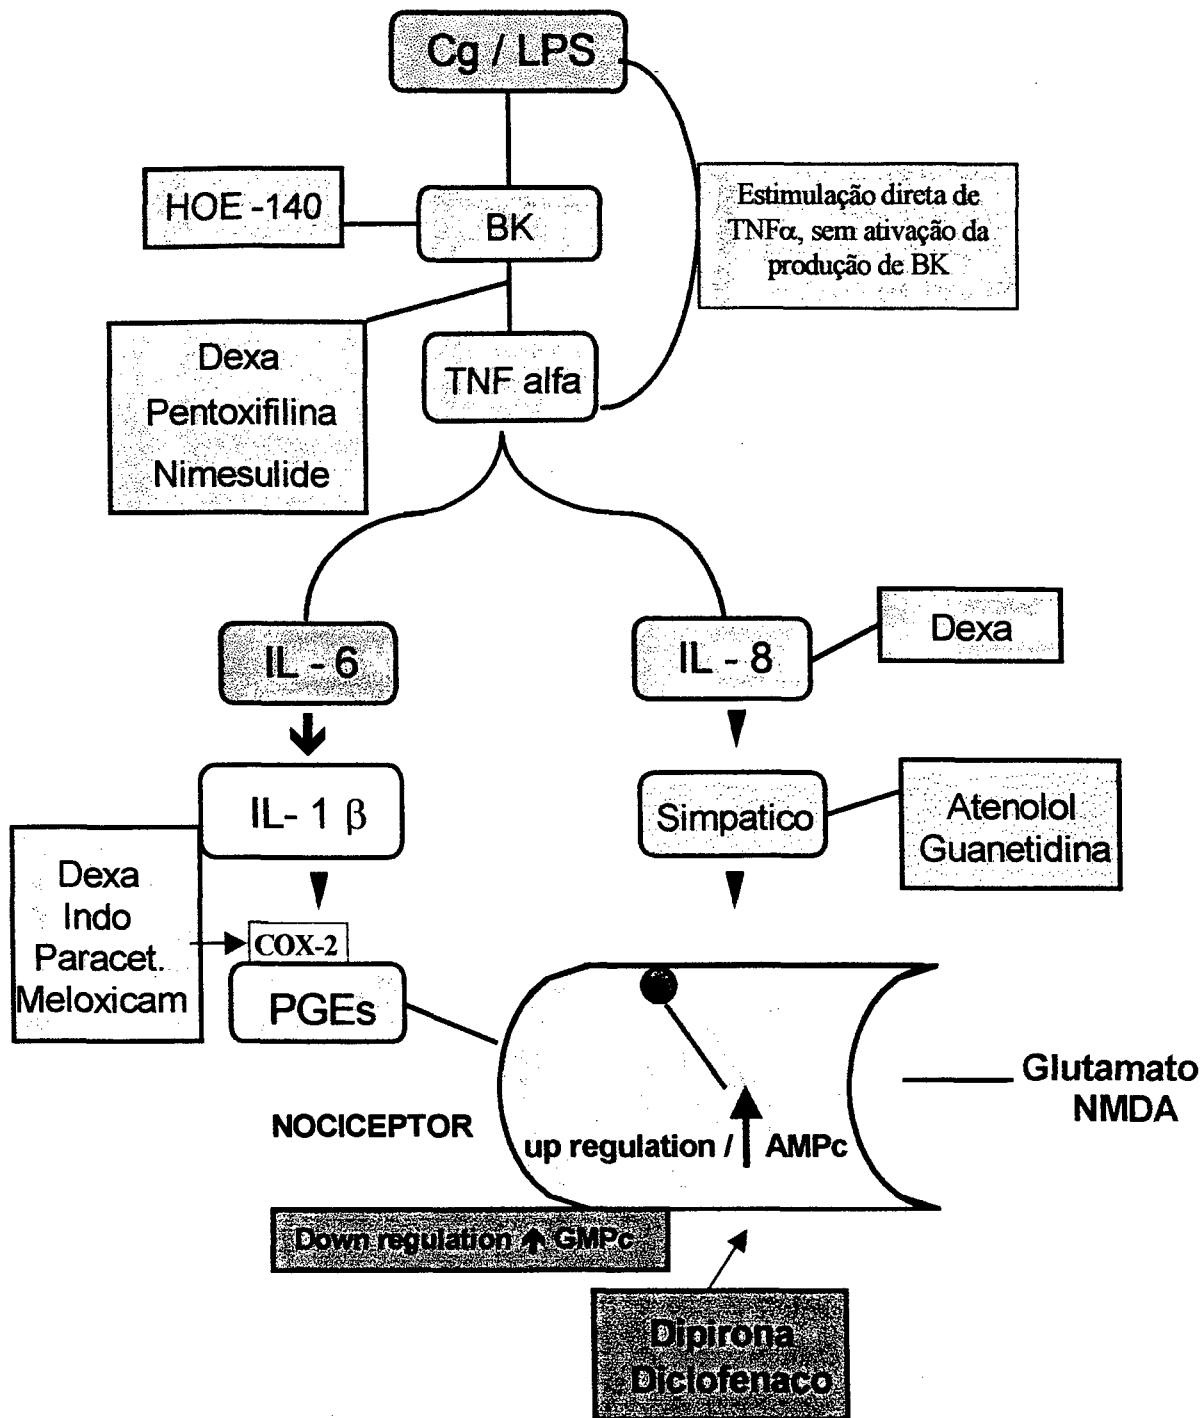 Cg / LPS
HOE -140
BK
Estimulação direta de
TNFα, sem ativação da
produção de BK
Dexa
Pentoxifilina
Nimesulide
TNF alfa
IL - 6
IL - 8
Dexa
IL- 1 β
Simpatico
Atenolol
Guanetidina
Dexa
Indo
Paracet.
Meloxicam
COX-2
PGEs
Glutamato
NMDA
NOCICEPTOR
up regulation / AMPc
Down regulation GMPc
Dipirona
Diclofenaco